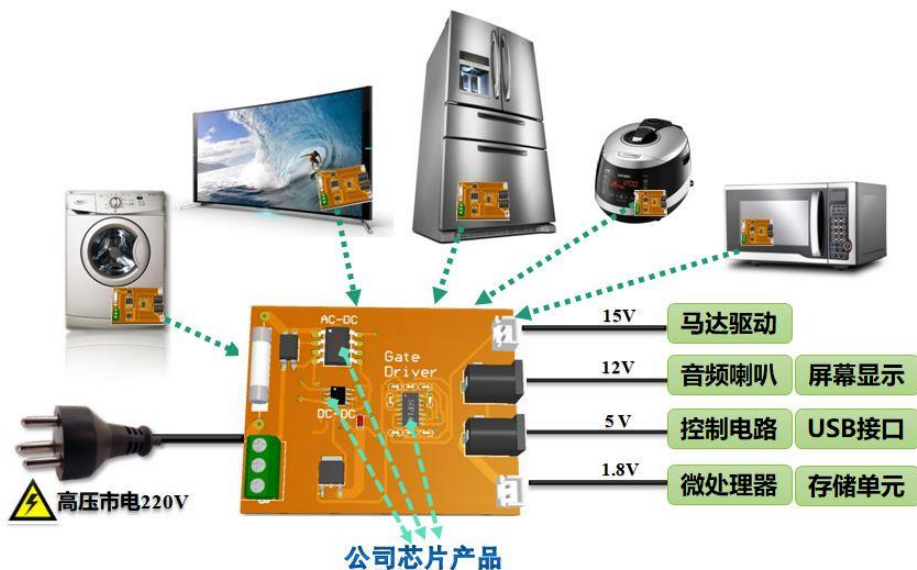 AC-DC
Gate
Driver
DC-DC
15V
马达驱动
12V
音频喇叭
屏幕显示
5V
控制电路
USB接口
1.8V
微处理器
存储单元
高压市电220V
公司芯片产品